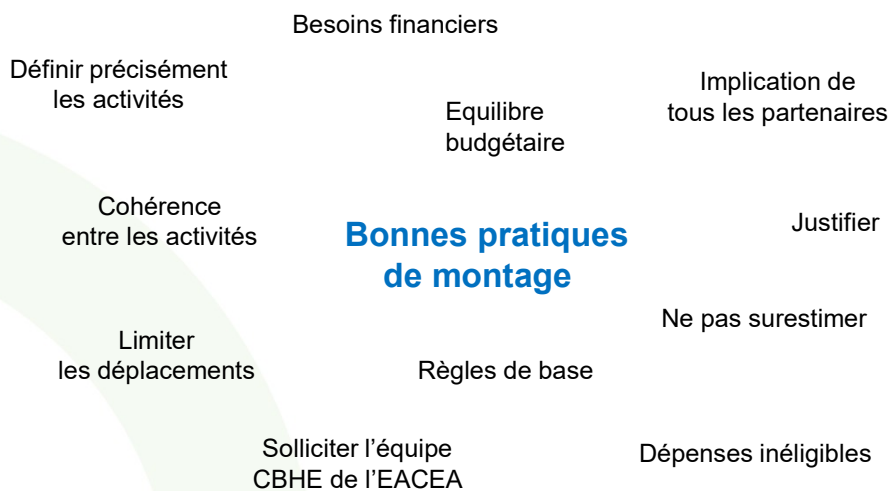 Besoins financiers
Définir précisément
les activités
Implication de
tous les partenaires
Equilibre
budgétaire
Cohérence
entre les activités
Bonnes pratiques
de montage
Justifier
Ne pas surestimer
Limiter
les déplacements
Règles de base
Solliciter l’équipe
CBHE de l’EACEA
Dépenses inéligibles